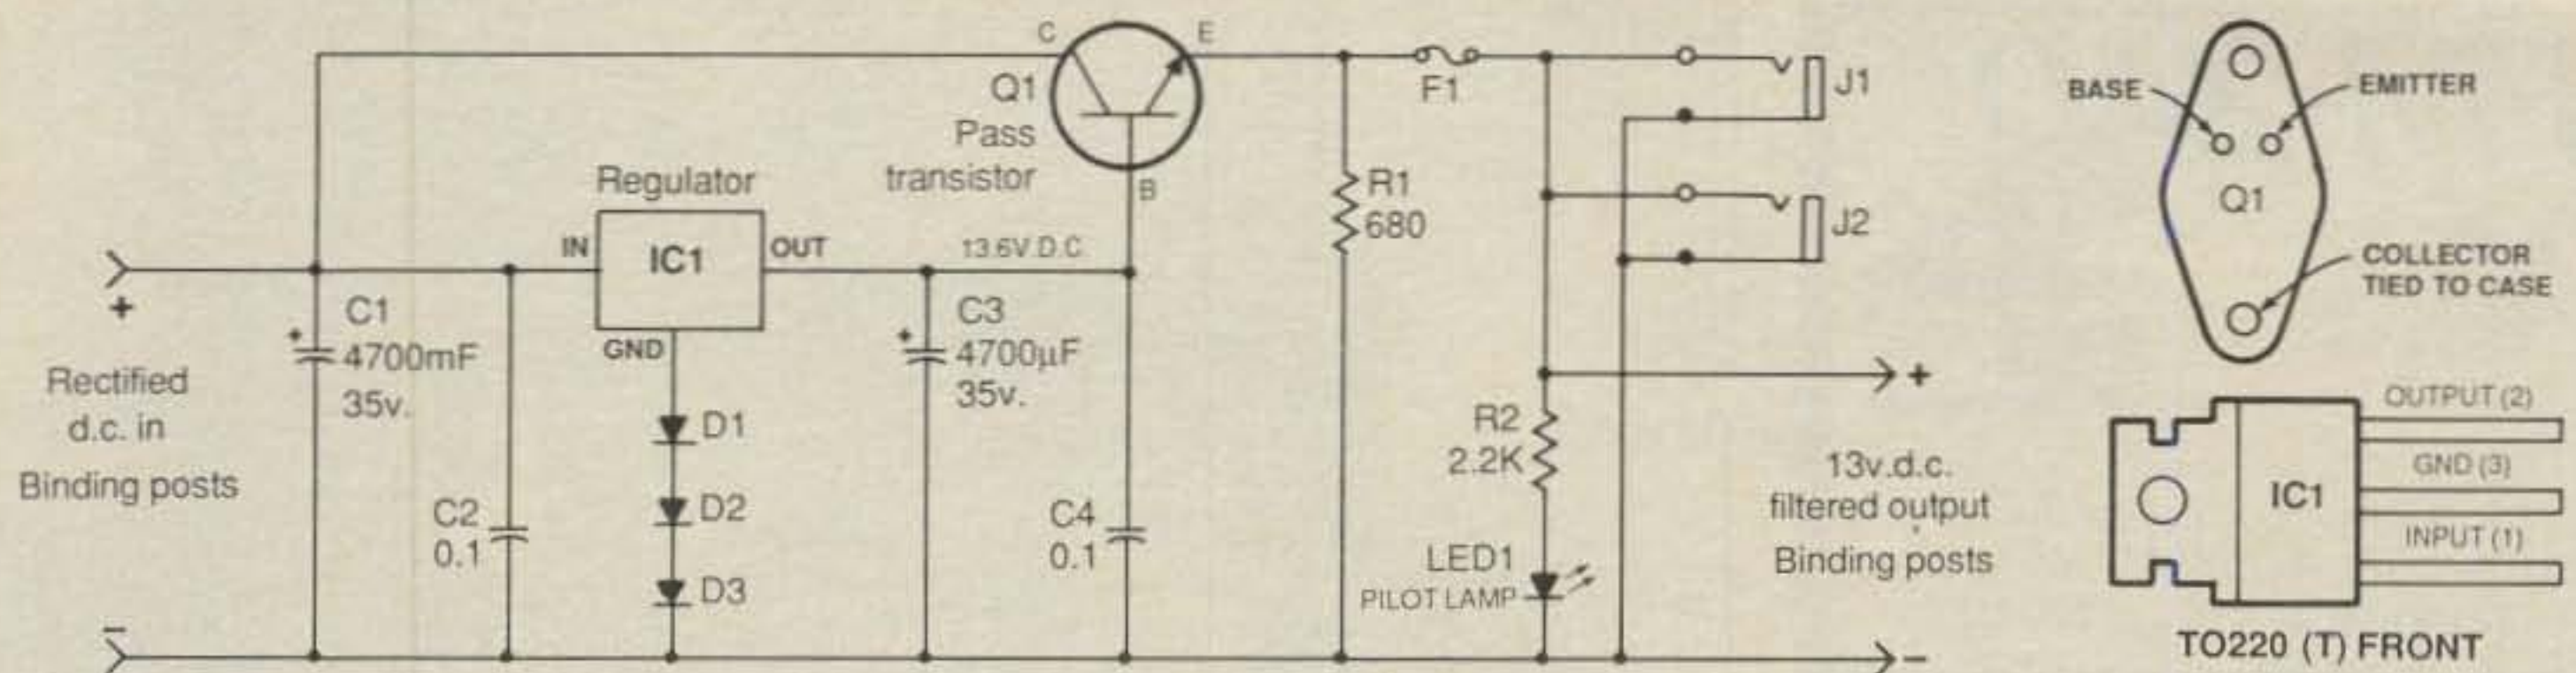 C
E
Q1
Pass
transistor
B
F1
J1
R1
680
J2
Regulator
IN
IC1
OUT
GND
13.6V.D.C.
+
Rectified
d.c. in
Binding posts
–
+
C1
4700mF
35v.
C2
0.1
D1
D2
D3
+
C3
4700µF
35v.
C4
0.1
R2
2.2K
LED1
PILOT LAMP
+
13v.d.c.
filtered output
Binding posts
–
BASE
EMITTER
Q1
COLLECTOR
TIED TO CASE
OUTPUT (2)
GND (3)
IC1
INPUT (1)
TO220 (T) FRONT